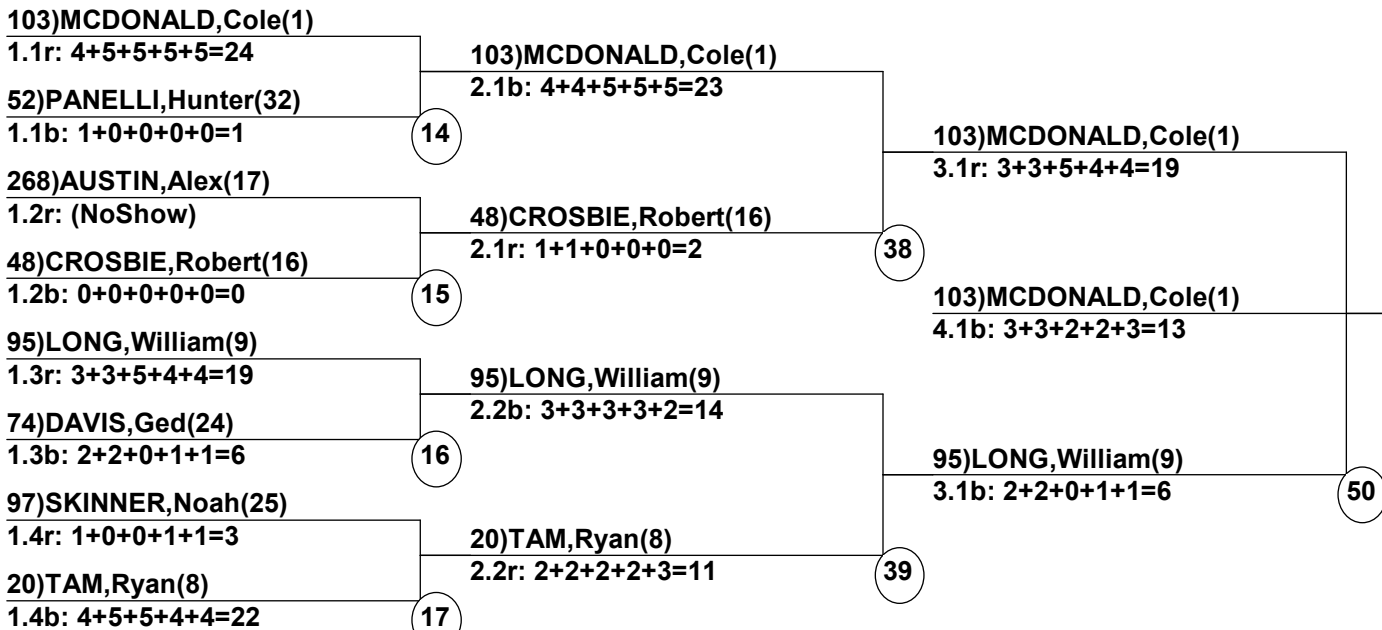 103)MCDONALD,Cole(1)
1.1r: 4+5+5+5+5=24
52)PANELLI,Hunter(32)
1.1b: 1+0+0+0+0=1
14
268)AUSTIN,Alex(17)
1.2r: (NoShow)
48)CROSBIE,Robert(16)
1.2b: 0+0+0+0+0=0
15
95)LONG,William(9)
1.3r: 3+3+5+4+4=19
74)DAVIS,Ged(24)
1.3b: 2+2+0+1+1=6
16
97)SKINNER,Noah(25)
1.4r: 1+0+0+1+1=3
20)TAM,Ryan(8)
1.4b: 4+5+5+4+4=22
17
103)MCDONALD,Cole(1)
2.1b: 4+4+5+5+5=23
48)CROSBIE,Robert(16)
2.1r: 1+1+0+0+0=2
38
95)LONG,William(9)
2.2b: 3+3+3+3+2=14
20)TAM,Ryan(8)
2.2r: 2+2+2+2+3=11
39
103)MCDONALD,Cole(1)
3.1r: 3+3+5+4+4=19
103)MCDONALD,Cole(1)
4.1b: 3+3+2+2+3=13
95)LONG,William(9)
3.1b: 2+2+0+1+1=6
50